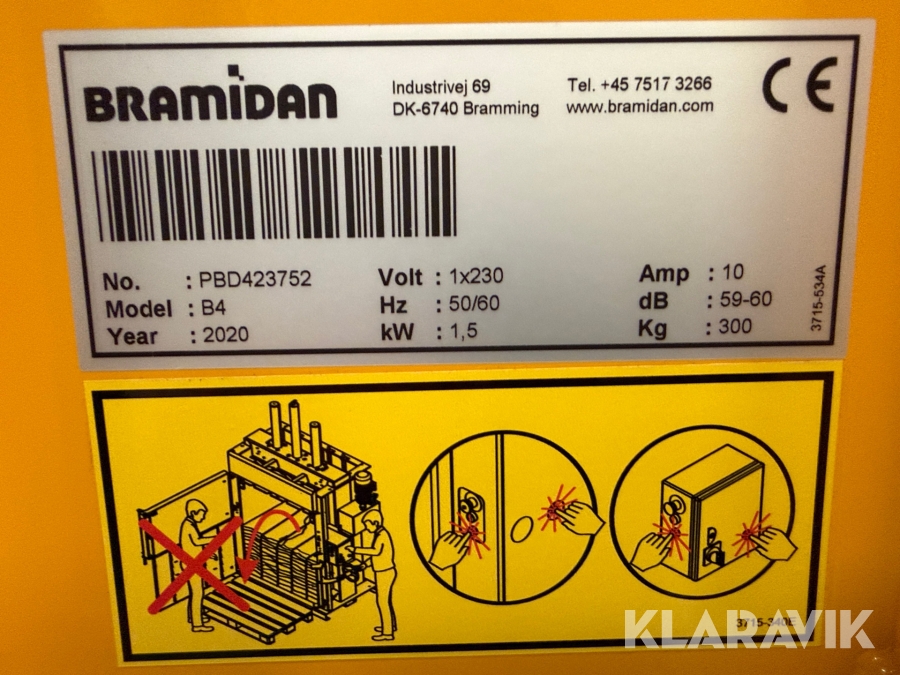 BRAMIDAN
Industrivej 69
DK-6740 Bramming
Tel. +45 7517 3266
www.bramidan.com
CE
No. : PBD423752
Model : B4
Year : 2020
Volt : 1x230
Hz : 50/60
kW : 1,5
Amp : 10
dB : 59-60
Kg : 300
3715-534A
3715-340E
KLARAVIK